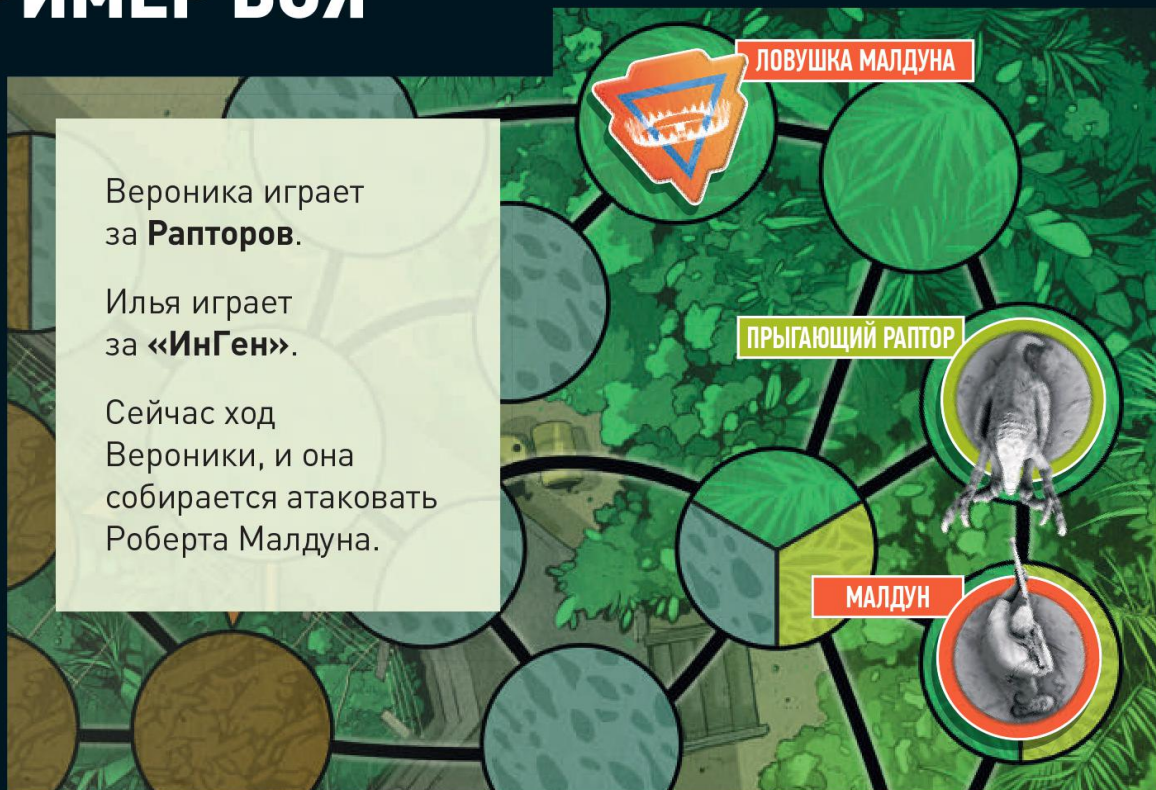 ЛОВУШКА МАЛДУНА
Вероника играет
за Рапторов.
Илья играет
за «ИнГен».
Сейчас ход
Вероники, и она
собирается атаковать
Роберта Малдуна.
ПРЫГАЮЩИЙ РАПТОР
МАЛДУН